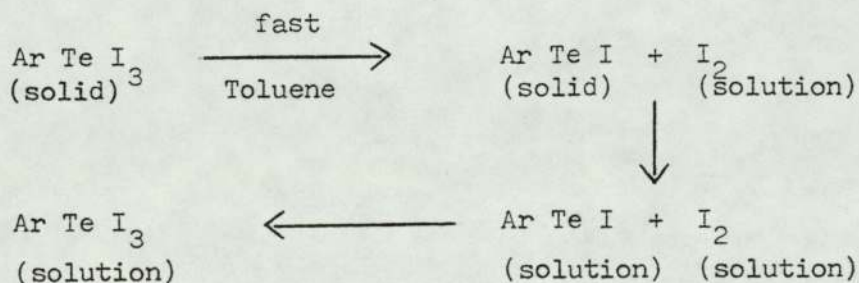 fast
Ar Te I₃ Ar Te I + I₂
(solid) Toluene (solid) (solution)
Ar Te I₃ Ar Te I + I₂
(solution) (solution) (solution)